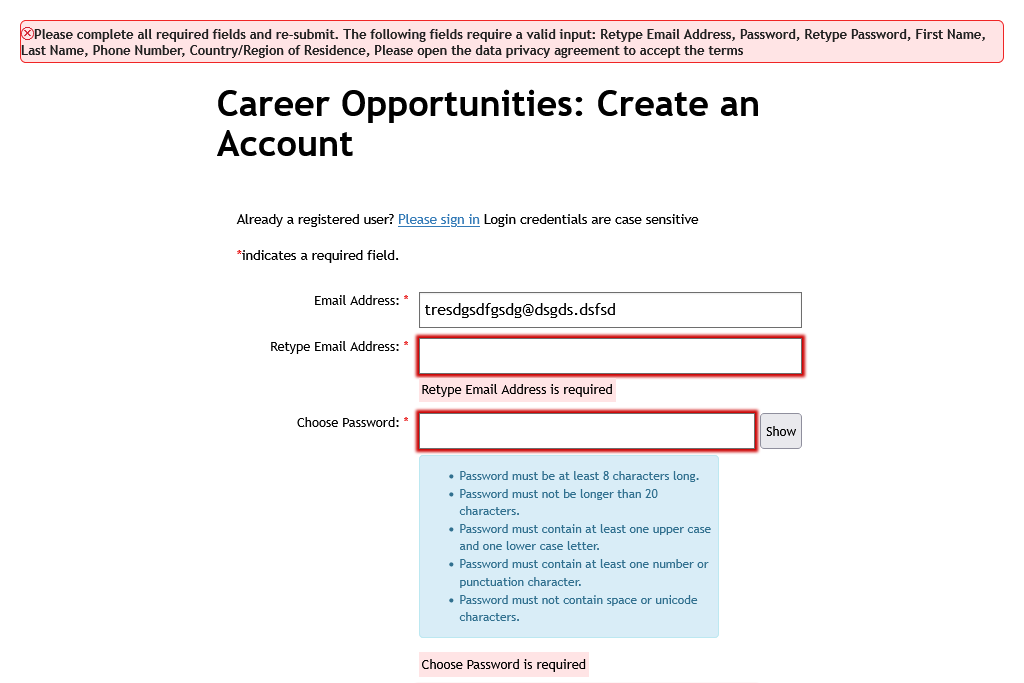 Please complete all required fields and re-submit. The following fields require a valid input: Retype Email Address, Password, Retype Password, First Name,
Last Name, Phone Number, Country/Region of Residence, Please open the data privacy agreement to accept the terms
Career Opportunities: Create an
Account
Already a registered user? Please sign in Login credentials are case sensitive
*indicates a required field.
Email Address: * tresdgsdfgsdg@dsgds.dsfsd
Retype Email Address: *
Retype Email Address is required
Choose Password: * Show
• Password must be at least 8 characters long.
• Password must not be longer than 20
characters.
• Password must contain at least one upper case
and one lower case letter.
• Password must contain at least one number or
punctuation character.
• Password must not contain space or unicode
characters.
Choose Password is required